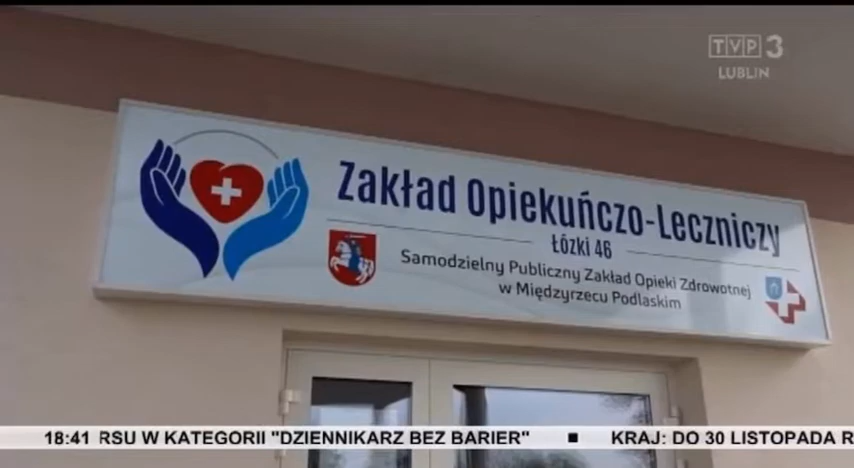 TVP3
LUBLIN
Zakład Opiekuńczo-Leczniczy
Łózki 46
Samodzielny Publiczny Zakład Opieki Zdrowotnej
w Międzyrzecu Podlaskim
18:41 RSU W KATEGORII "DZIENNIKARZ BEZ BARIER" ■ KRAJ: DO 30 LISTOPADA R